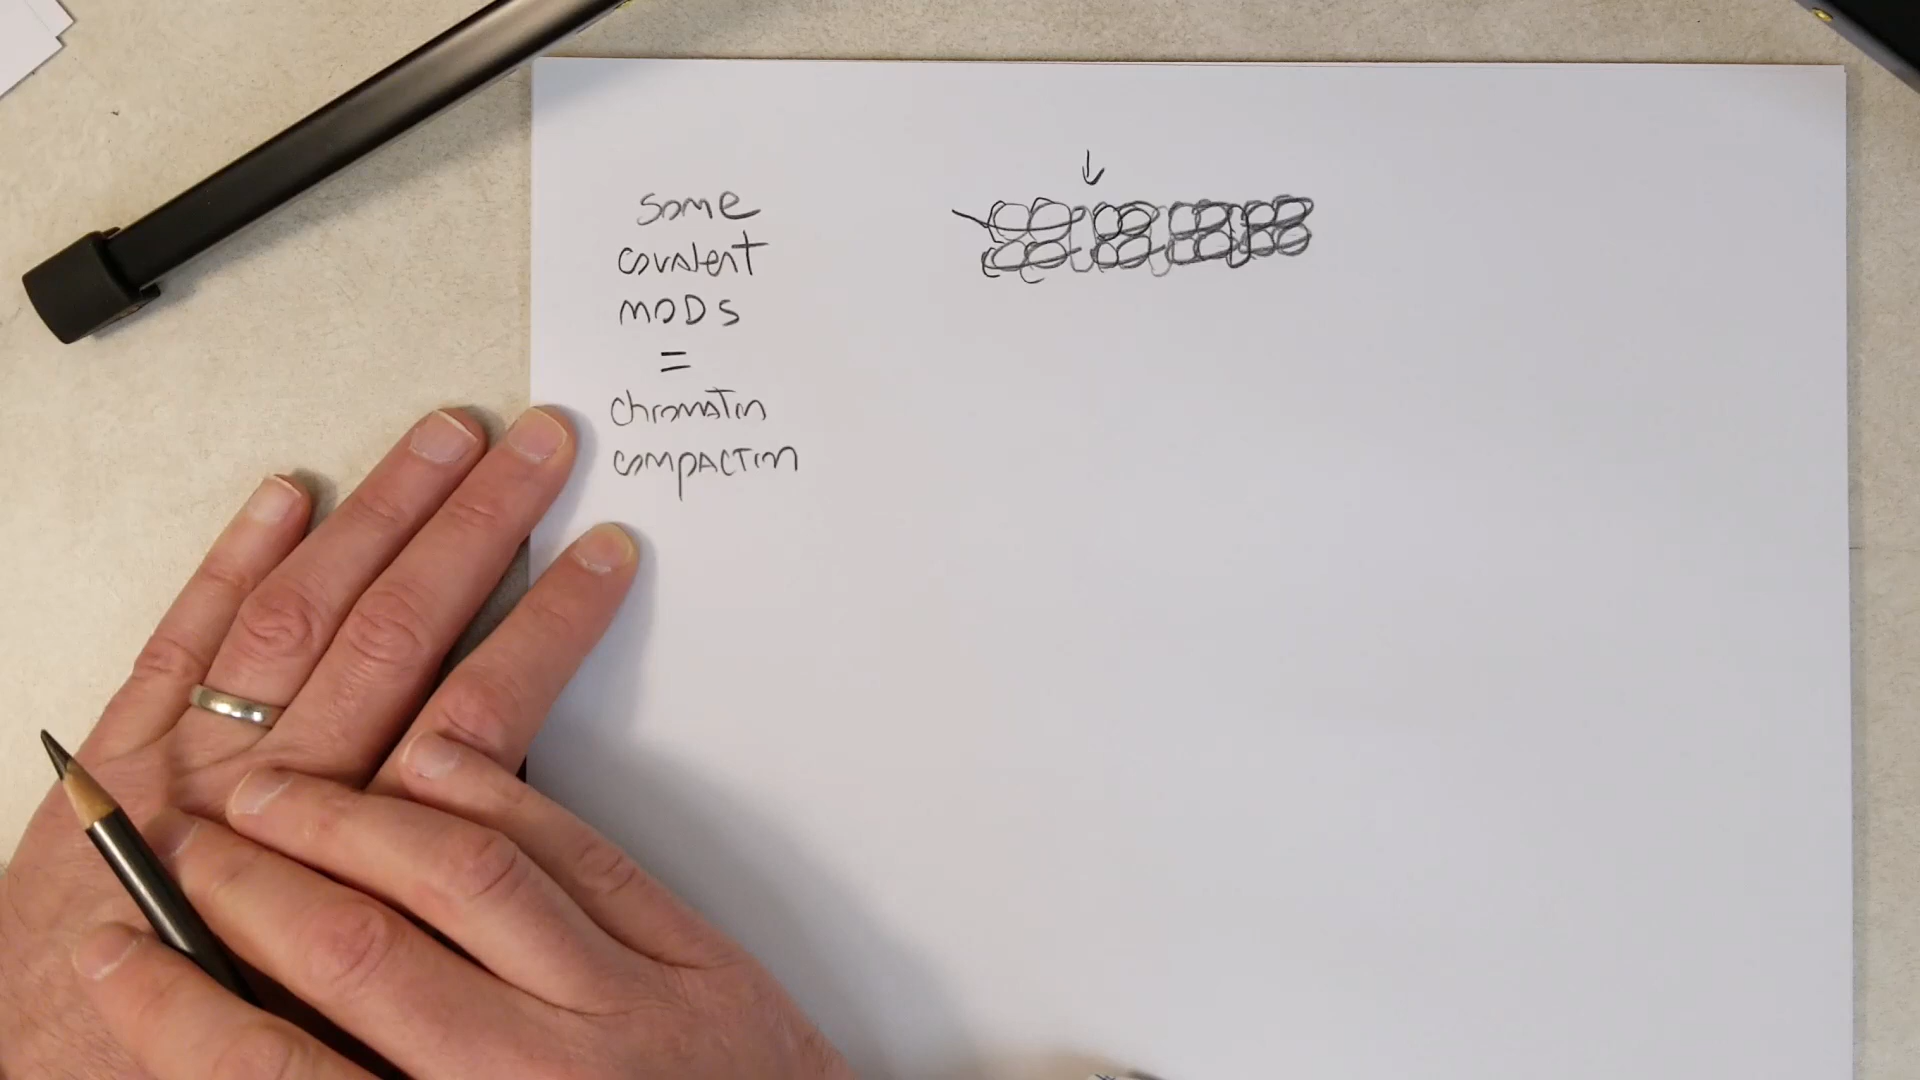 some
covalent
MODS
=
chromatin
compaction